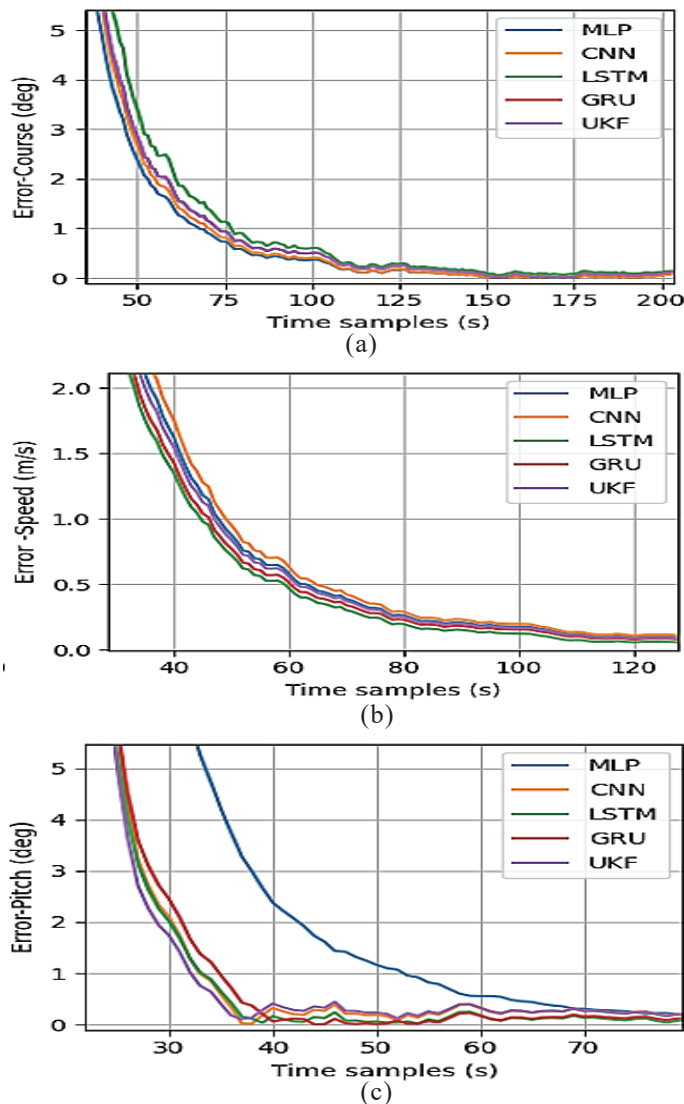 Error-Course (deg)
5
4
3
2
1
0
MLP
CNN
LSTM
GRU
UKF
50 75 100 125 150 175 200
Time samples (s)
(a)
Error -Speed (m/s)
2.0
1.5
1.0
0.5
0.0
MLP
CNN
LSTM
GRU
UKF
40 60 80 100 120
Time samples (s)
(b)
Error-Pitch (deg)
5
4
3
2
1
0
MLP
CNN
LSTM
GRU
UKF
30 40 50 60 70
Time samples (s)
(c)